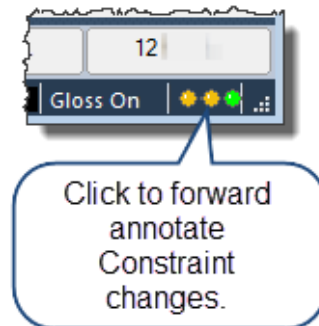 12
Gloss On
Click to forward
annotate
Constraint
changes.